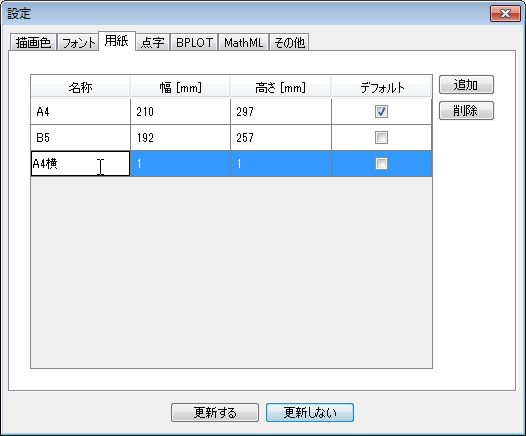 設定
描画色 フォント 用紙 点字 BPLOT MathML その他
名称 幅 [mm] 高さ [mm] デフォルト 追加
A4 210 297 削除
B5 192 257
A4横 1 1
更新する 更新しない